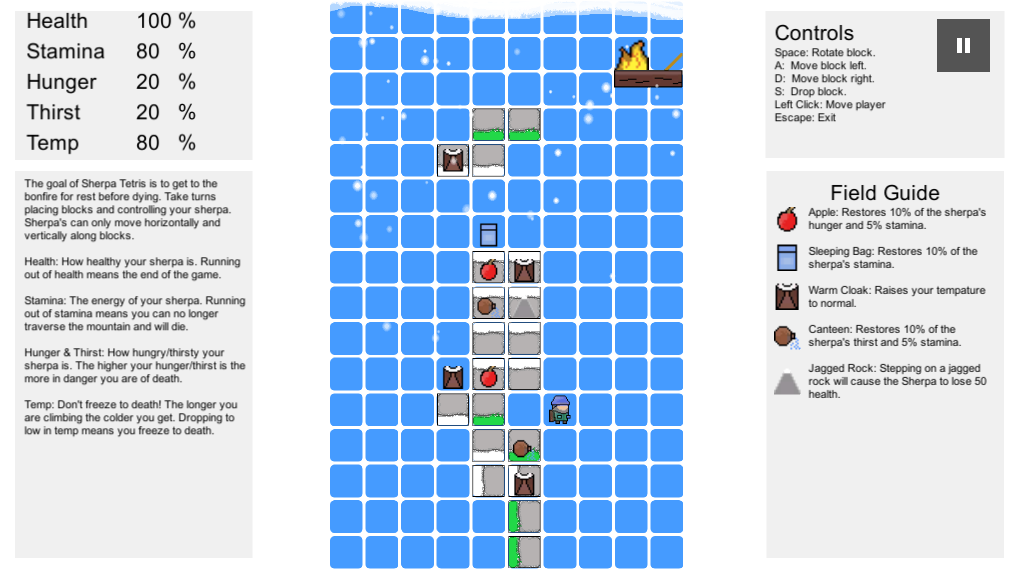 Health 100 %
Stamina 80 %
Hunger 20 %
Thirst 20 %
Temp 80 %
The goal of Sherpa Tetris is to get to the
bonfire for rest before dying. Take turns
placing blocks and controlling your sherpa.
Sherpa's can only move horizontally and
vertically along blocks.
Health: How healthy your sherpa is. Running
out of health means the end of the game.
Stamina: The energy of your sherpa. Running
out of stamina means you can no longer
traverse the mountain and will die.
Hunger & Thirst: How hungry/thirsty your
sherpa is. The higher your hunger/thirst is the
more in danger you are of death.
Temp: Don't freeze to death! The longer you
are climbing the colder you get. Dropping to
low in temp means you freeze to death.
Controls
Space: Rotate block.
A: Move block left.
D: Move block right.
S: Drop block.
Left Click: Move player
Escape: Exit
Field Guide
Apple: Restores 10% of the sherpa's
hunger and 5% stamina.
Sleeping Bag: Restores 10% of the
sherpa's stamina.
Warm Cloak: Raises your tempature
to normal.
Canteen: Restores 10% of the
sherpa's thirst and 5% stamina.
Jagged Rock: Stepping on a jagged
rock will cause the Sherpa to lose 50
health.